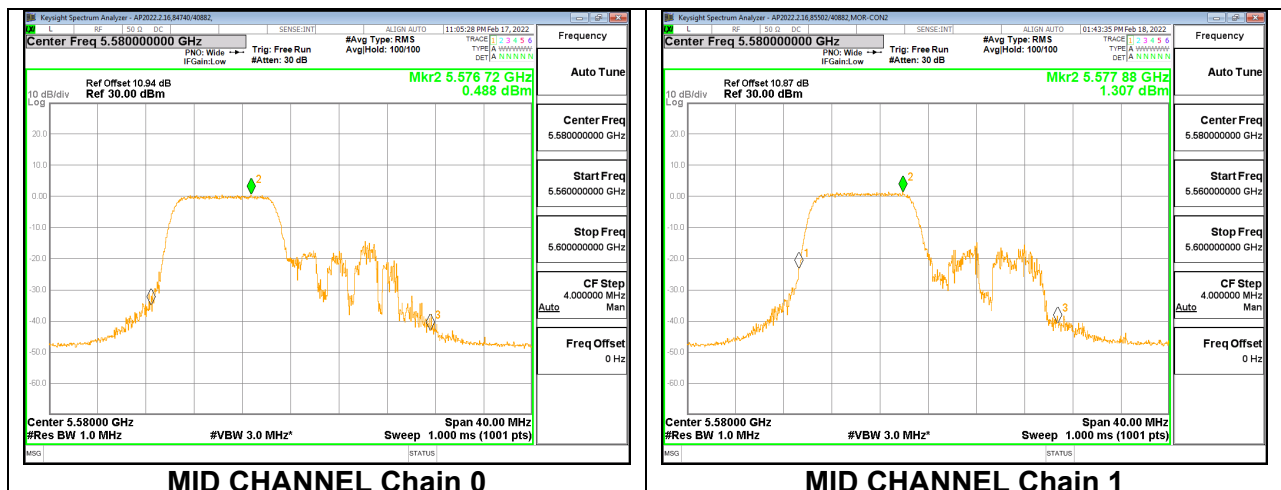 Keysight Spectrum Analyzer - AP2022.2.16,84740/40882,
L RF 50 Ω DC SENSE:INT ALIGN AUTO 11:05:28 PM Feb 17, 2022
Center Freq 5.580000000 GHz #Avg Type: RMS TRACE 1 2 3 4 5 6
PNO: Wide Trig: Free Run Avg|Hold: 100/100 TYPE A WWWWW
IFGain:Low #Atten: 30 dB DET A N N N N N
Frequency
Mkr2 5.576 72 GHz
0.488 dBm
Ref Offset 10.94 dB
10 dB/div Ref 30.00 dBm
Log
20.0
10.0
0.00
-10.0
-20.0
-30.0
-40.0
-50.0
-60.0
2
3
Center 5.58000 GHz Span 40.00 MHz
#Res BW 1.0 MHz #VBW 3.0 MHz* Sweep 1.000 ms (1001 pts)
MSG STATUS
Auto Tune
Center Freq
5.580000000 GHz
Start Freq
5.560000000 GHz
Stop Freq
5.600000000 GHz
CF Step
4.000000 MHz
Auto Man
Freq Offset
0 Hz
MID CHANNEL Chain 0
Keysight Spectrum Analyzer - AP2022.2.16,85502/40882,MOR-CON2
L RF 50 Ω DC SENSE:INT ALIGN AUTO 01:43:35 PM Feb 18, 2022
Center Freq 5.580000000 GHz #Avg Type: RMS TRACE 1 2 3 4 5 6
PNO: Wide Trig: Free Run Avg|Hold: 100/100 TYPE A WWWWW
IFGain:Low #Atten: 30 dB DET A N N N N N
Frequency
Mkr2 5.577 88 GHz
1.307 dBm
Ref Offset 10.87 dB
10 dB/div Ref 30.00 dBm
Log
20.0
10.0
0.00
-10.0
-20.0
-30.0
-40.0
-50.0
-60.0
2
1
3
Center 5.58000 GHz Span 40.00 MHz
#Res BW 1.0 MHz #VBW 3.0 MHz* Sweep 1.000 ms (1001 pts)
MSG STATUS
Auto Tune
Center Freq
5.580000000 GHz
Start Freq
5.560000000 GHz
Stop Freq
5.600000000 GHz
CF Step
4.000000 MHz
Auto Man
Freq Offset
0 Hz
MID CHANNEL Chain 1